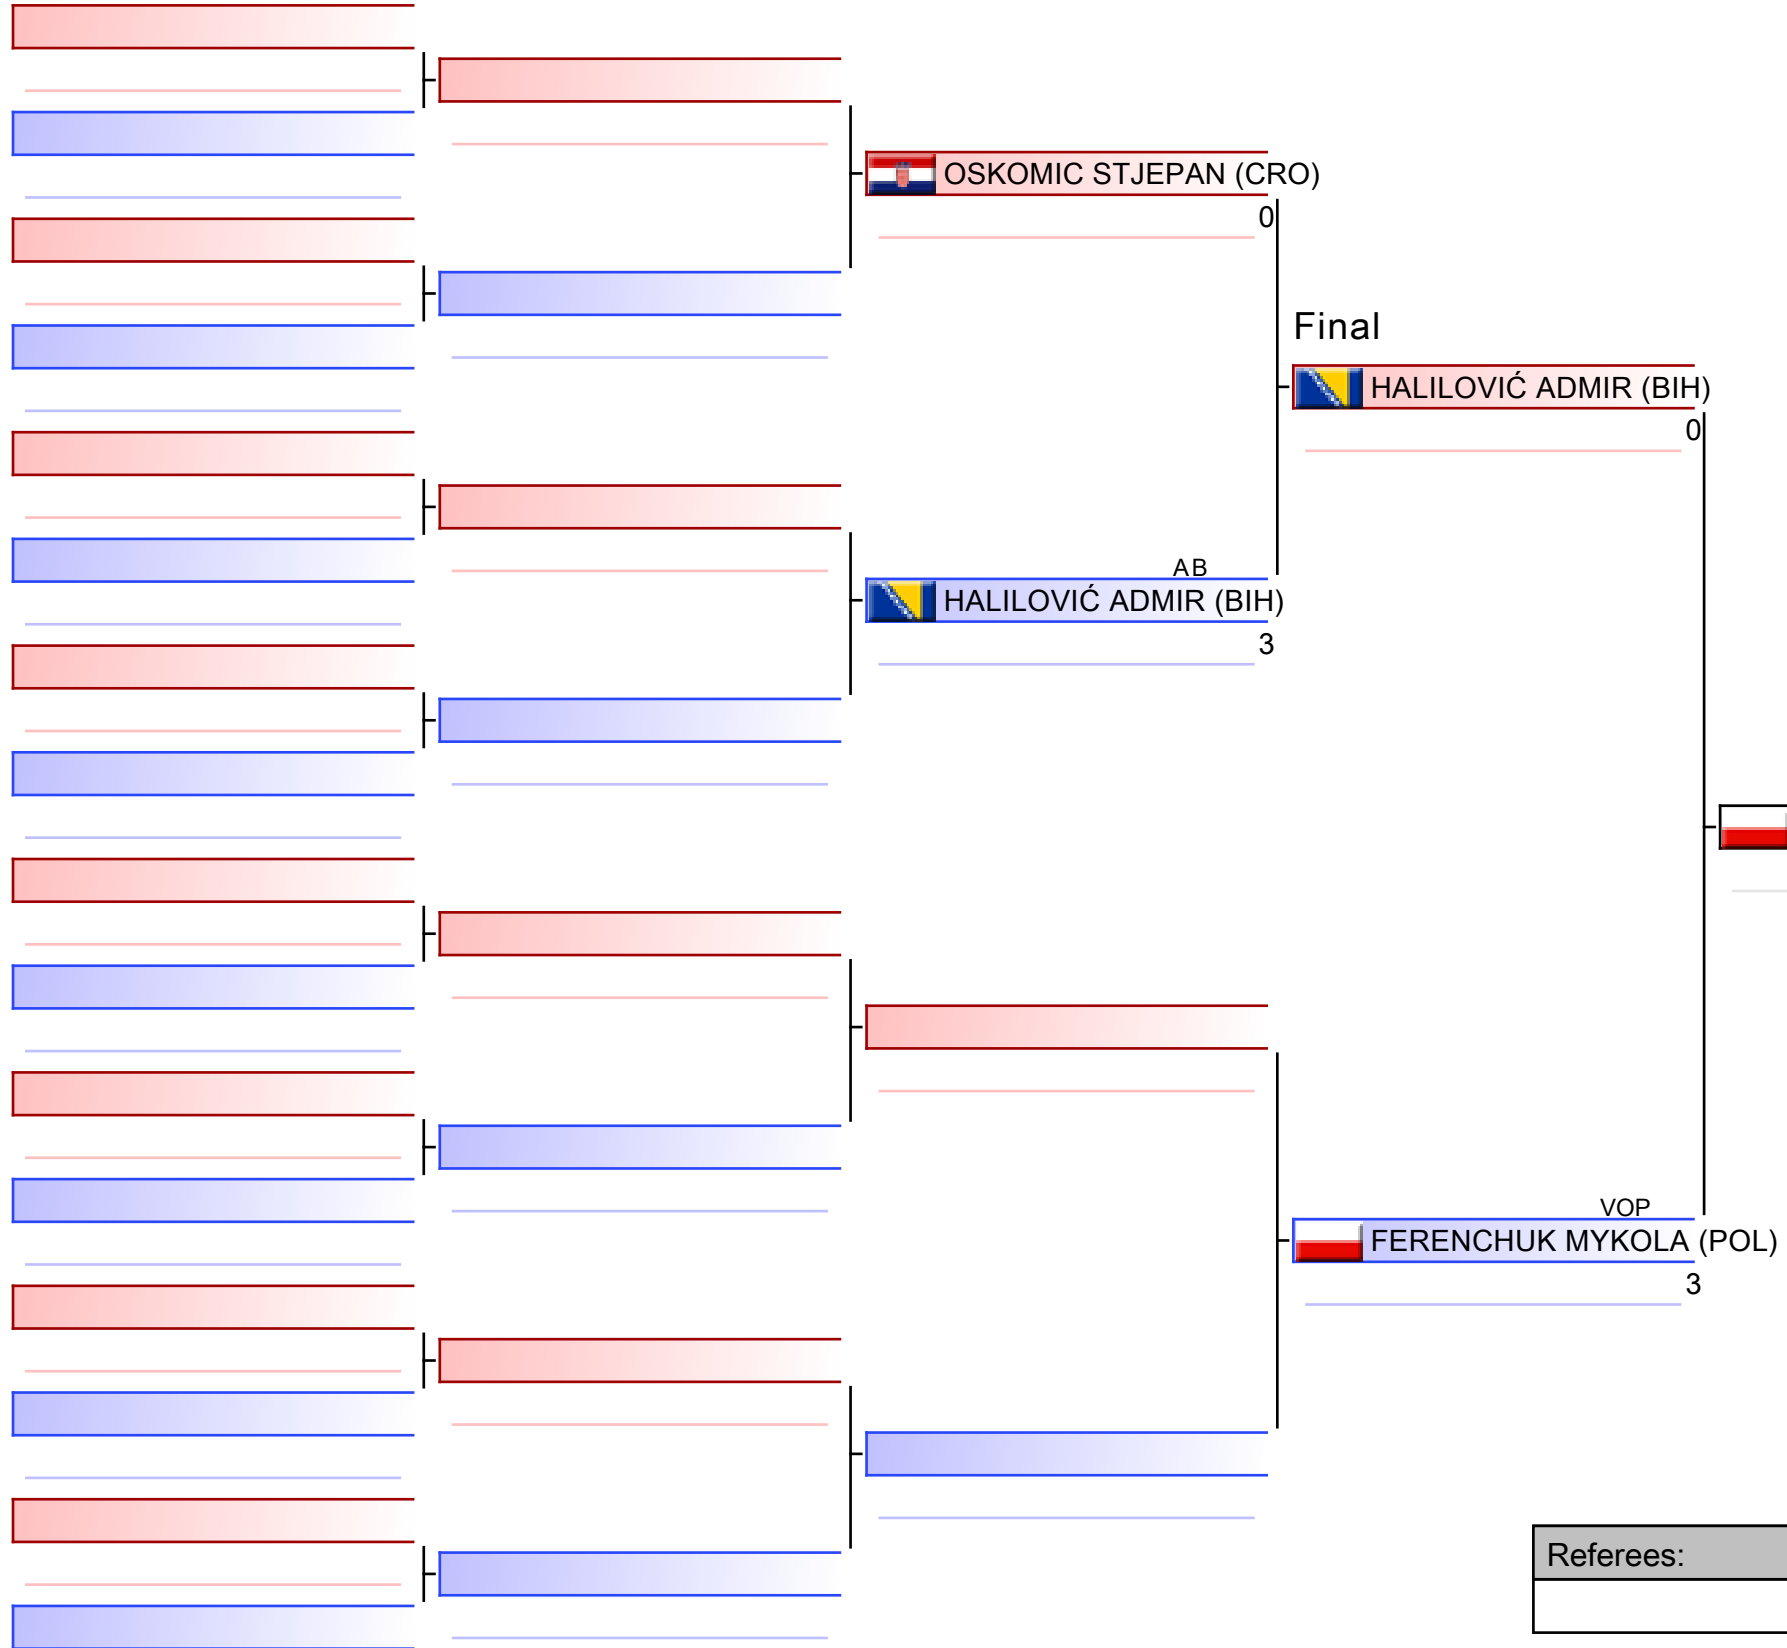 OSKOMIC STJEPAN (CRO)
0
Final
HALILOVIĆ ADMIR (BIH)
0
AB
HALILOVIĆ ADMIR (BIH)
3
VOP
FERENCHUK MYKOLA (POL)
3
Referees: